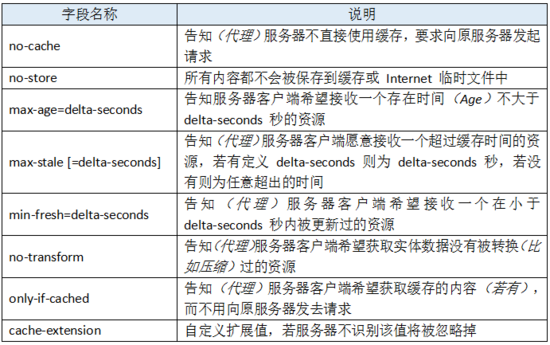 字段名称 说明
no-cache 告知(代理)服务器不直接使用缓存，要求向原服务器发起
请求
no-store 所有内容都不会被保存到缓存或 Internet 临时文件中
max-age=delta-seconds 告知服务器客户端希望接收一个存在时间（Age）不大于
delta-seconds 秒的资源
max-stale [=delta-seconds] 告知(代理)服务器客户端愿意接收一个超过缓存时间的资
源，若有定义 delta-seconds 则为 delta-seconds 秒，若没
有则为任意超出的时间
min-fresh=delta-seconds 告知（代理）服务器客户端希望接收一个在小于
delta-seconds 秒内被更新过的资源
no-transform 告知(代理)服务器客户端希望获取实体数据没有被转换(比
如压缩)过的资源
only-if-cached 告知(代理)服务器客户端希望获取缓存的内容（若有），
而不用向原服务器发去请求
cache-extension 自定义扩展值，若服务器不识别该值将被忽略掉